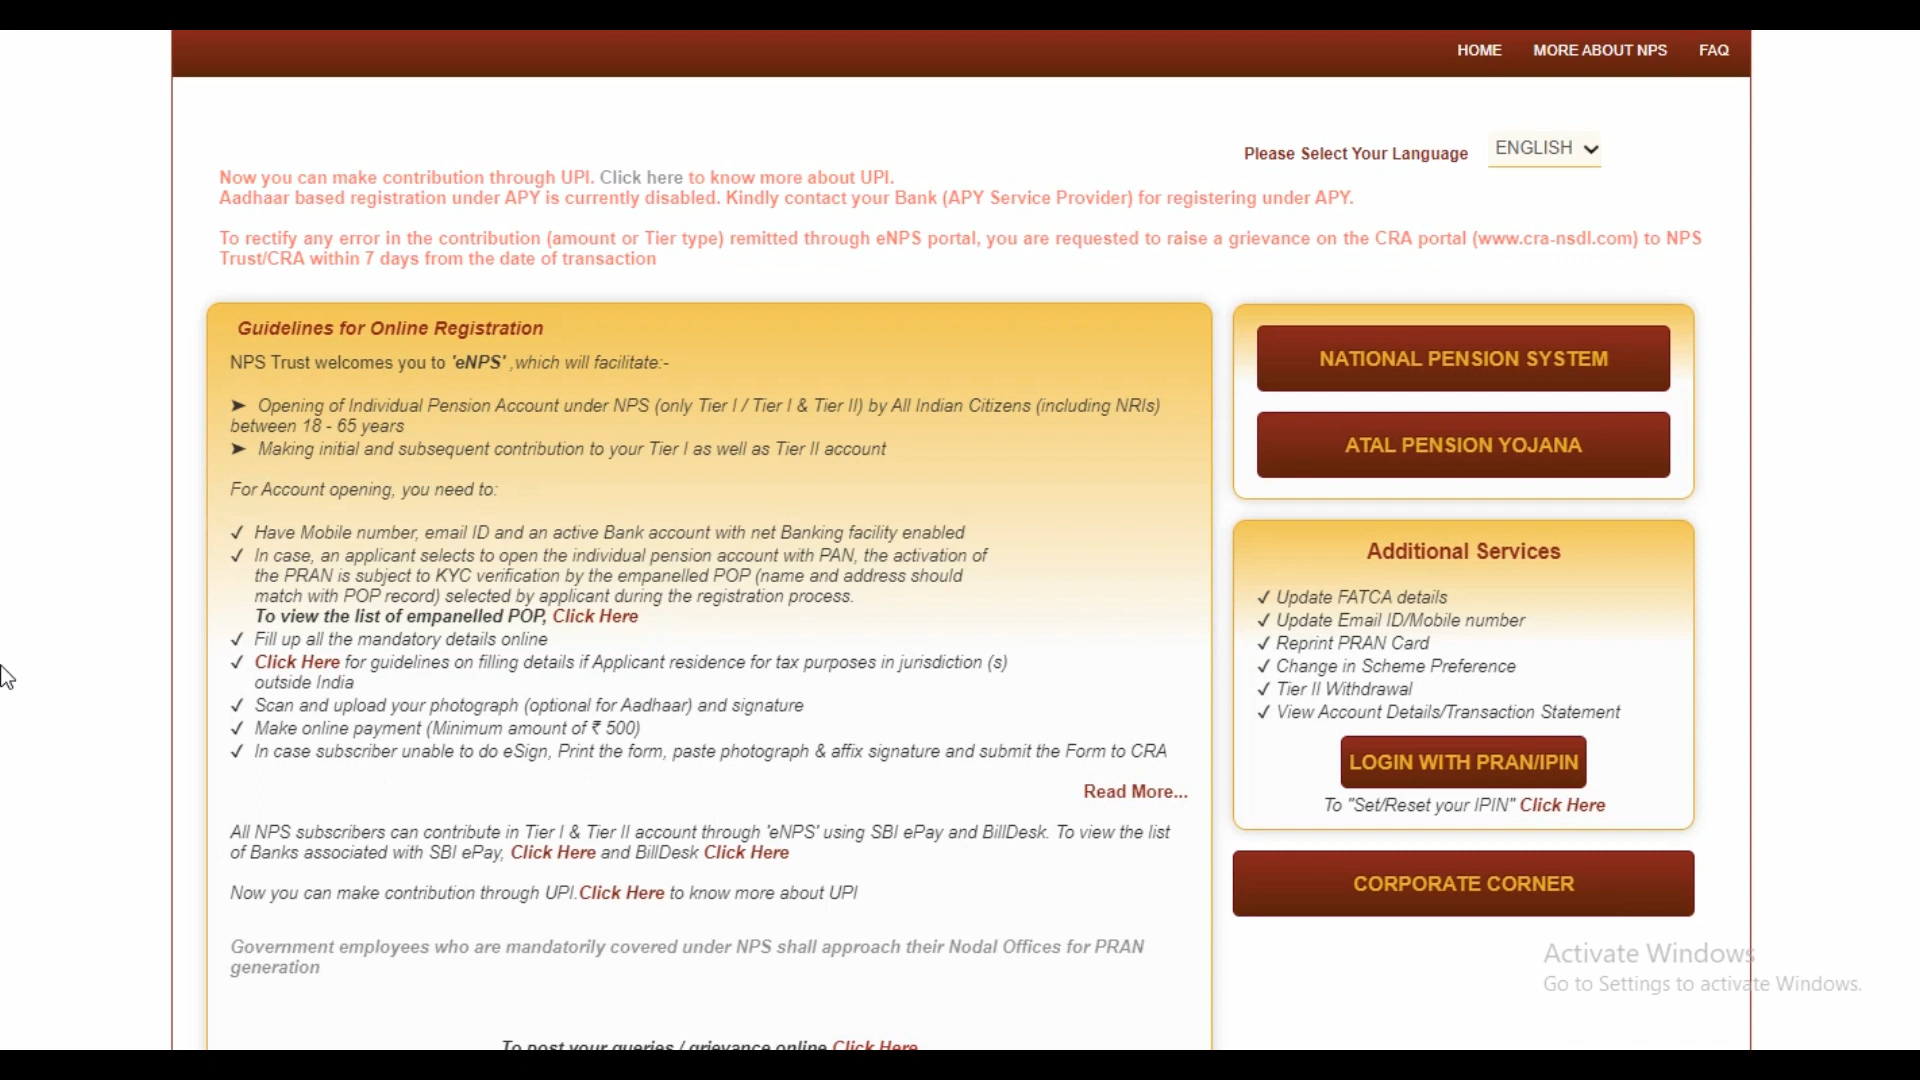 HOME MORE ABOUT NPS FAQ
Please Select Your Language ENGLISH
Now you can make contribution through UPI. Click here to know more about UPI.
Aadhaar based registration under APY is currently disabled. Kindly contact your Bank (APY Service Provider) for registering under APY.
To rectify any error in the contribution (amount or Tier type) remitted through eNPS portal, you are requested to raise a grievance on the CRA portal (www.cra-nsdl.com) to NPS
Trust/CRA within 7 days from the date of transaction
Guidelines for Online Registration
NPS Trust welcomes you to 'eNPS' ,which will facilitate:-
➤ Opening of Individual Pension Account under NPS (only Tier I / Tier I & Tier II) by All Indian Citizens (including NRIs)
between 18 - 65 years
➤ Making initial and subsequent contribution to your Tier I as well as Tier II account
For Account opening, you need to:
✓ Have Mobile number, email ID and an active Bank account with net Banking facility enabled
✓ In case, an applicant selects to open the individual pension account with PAN, the activation of
the PRAN is subject to KYC verification by the empanelled POP (name and address should
match with POP record) selected by applicant during the registration process.
To view the list of empanelled POP, Click Here
✓ Fill up all the mandatory details online
✓ Click Here for guidelines on filling details if Applicant residence for tax purposes in jurisdiction (s)
outside India
✓ Scan and upload your photograph (optional for Aadhaar) and signature
✓ Make online payment (Minimum amount of ₹ 500)
✓ In case subscriber unable to do eSign, Print the form, paste photograph & affix signature and submit the Form to CRA
Read More...
All NPS subscribers can contribute in Tier I & Tier II account through 'eNPS' using SBI ePay and BillDesk. To view the list
of Banks associated with SBI ePay, Click Here and BillDesk Click Here
Now you can make contribution through UPI.Click Here to know more about UPI
Government employees who are mandatorily covered under NPS shall approach their Nodal Offices for PRAN
generation
To post your queries / grievance online Click Here
NATIONAL PENSION SYSTEM
ATAL PENSION YOJANA
Additional Services
✓ Update FATCA details
✓ Update Email ID/Mobile number
✓ Reprint PRAN Card
✓ Change in Scheme Preference
✓ Tier II Withdrawal
✓ View Account Details/Transaction Statement
LOGIN WITH PRAN/IPIN
To "Set/Reset your IPIN" Click Here
CORPORATE CORNER
Activate Windows
Go to Settings to activate Windows.